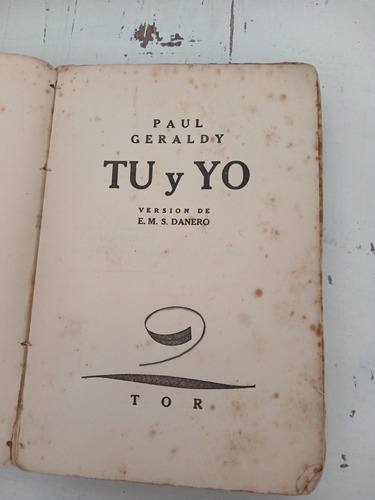 PAUL
GERALDY
TU y YO
VERSION DE
E. M. S. DANERO
TOR